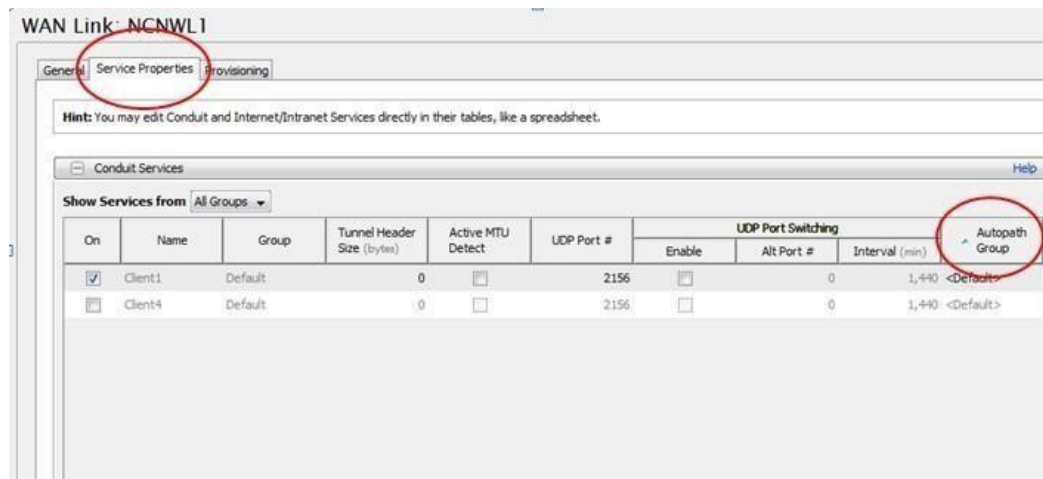 WAN Link: NCNWL1
General Service Properties Provisioning
Hint: You may edit Conduit and Internet/Intranet Services directly in their tables, like a spreadsheet.
Conduit Services Help
Show Services from All Groups
On Name Group Tunnel Header Size (bytes) Active MTU Detect UDP Port # UDP Port Switching Autopath Group
Enable Alt Port # Interval (min)
Client1 Default 0 2156 0 1,440 <Default>
Client4 Default 0 2156 0 1,440 <Default>